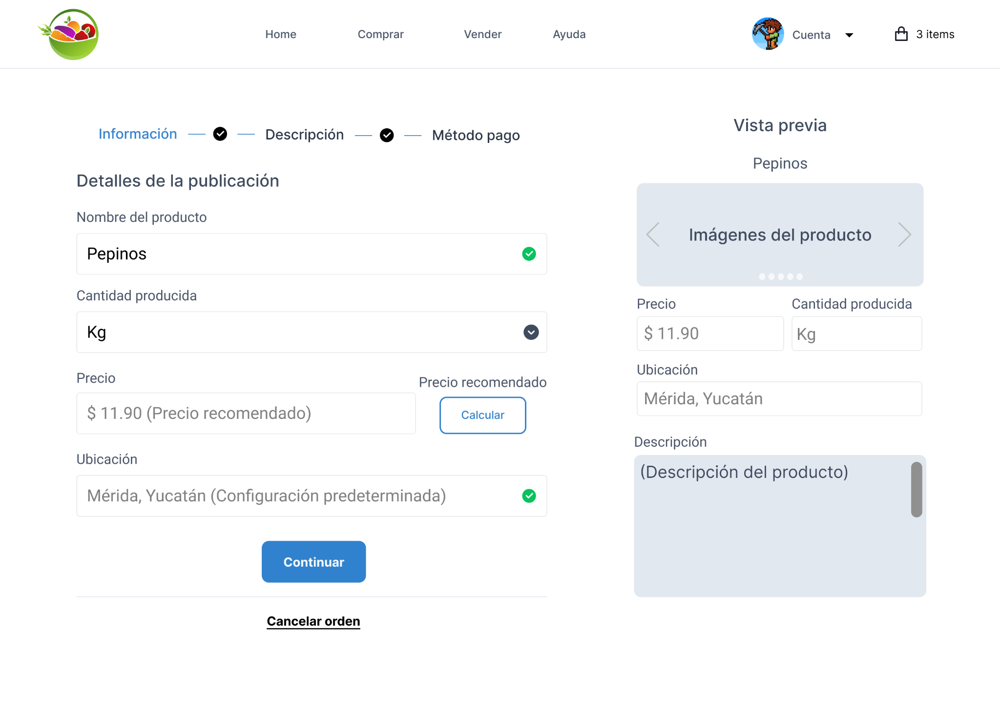 Home
Comprar
Vender
Ayuda
Cuenta
3 items
Información
Descripción
Método pago
Detalles de la publicación
Nombre del producto
Pepinos
Cantidad producida
Kg
Precio
$ 11.90 (Precio recomendado)
Precio recomendado
Calcular
Ubicación
Mérida, Yucatán (Configuración predeterminada)
Continuar
Cancelar orden
Vista previa
Pepinos
Imágenes del producto
Precio
$ 11.90
Cantidad producida
Kg
Ubicación
Mérida, Yucatán
Descripción
(Descripción del producto)